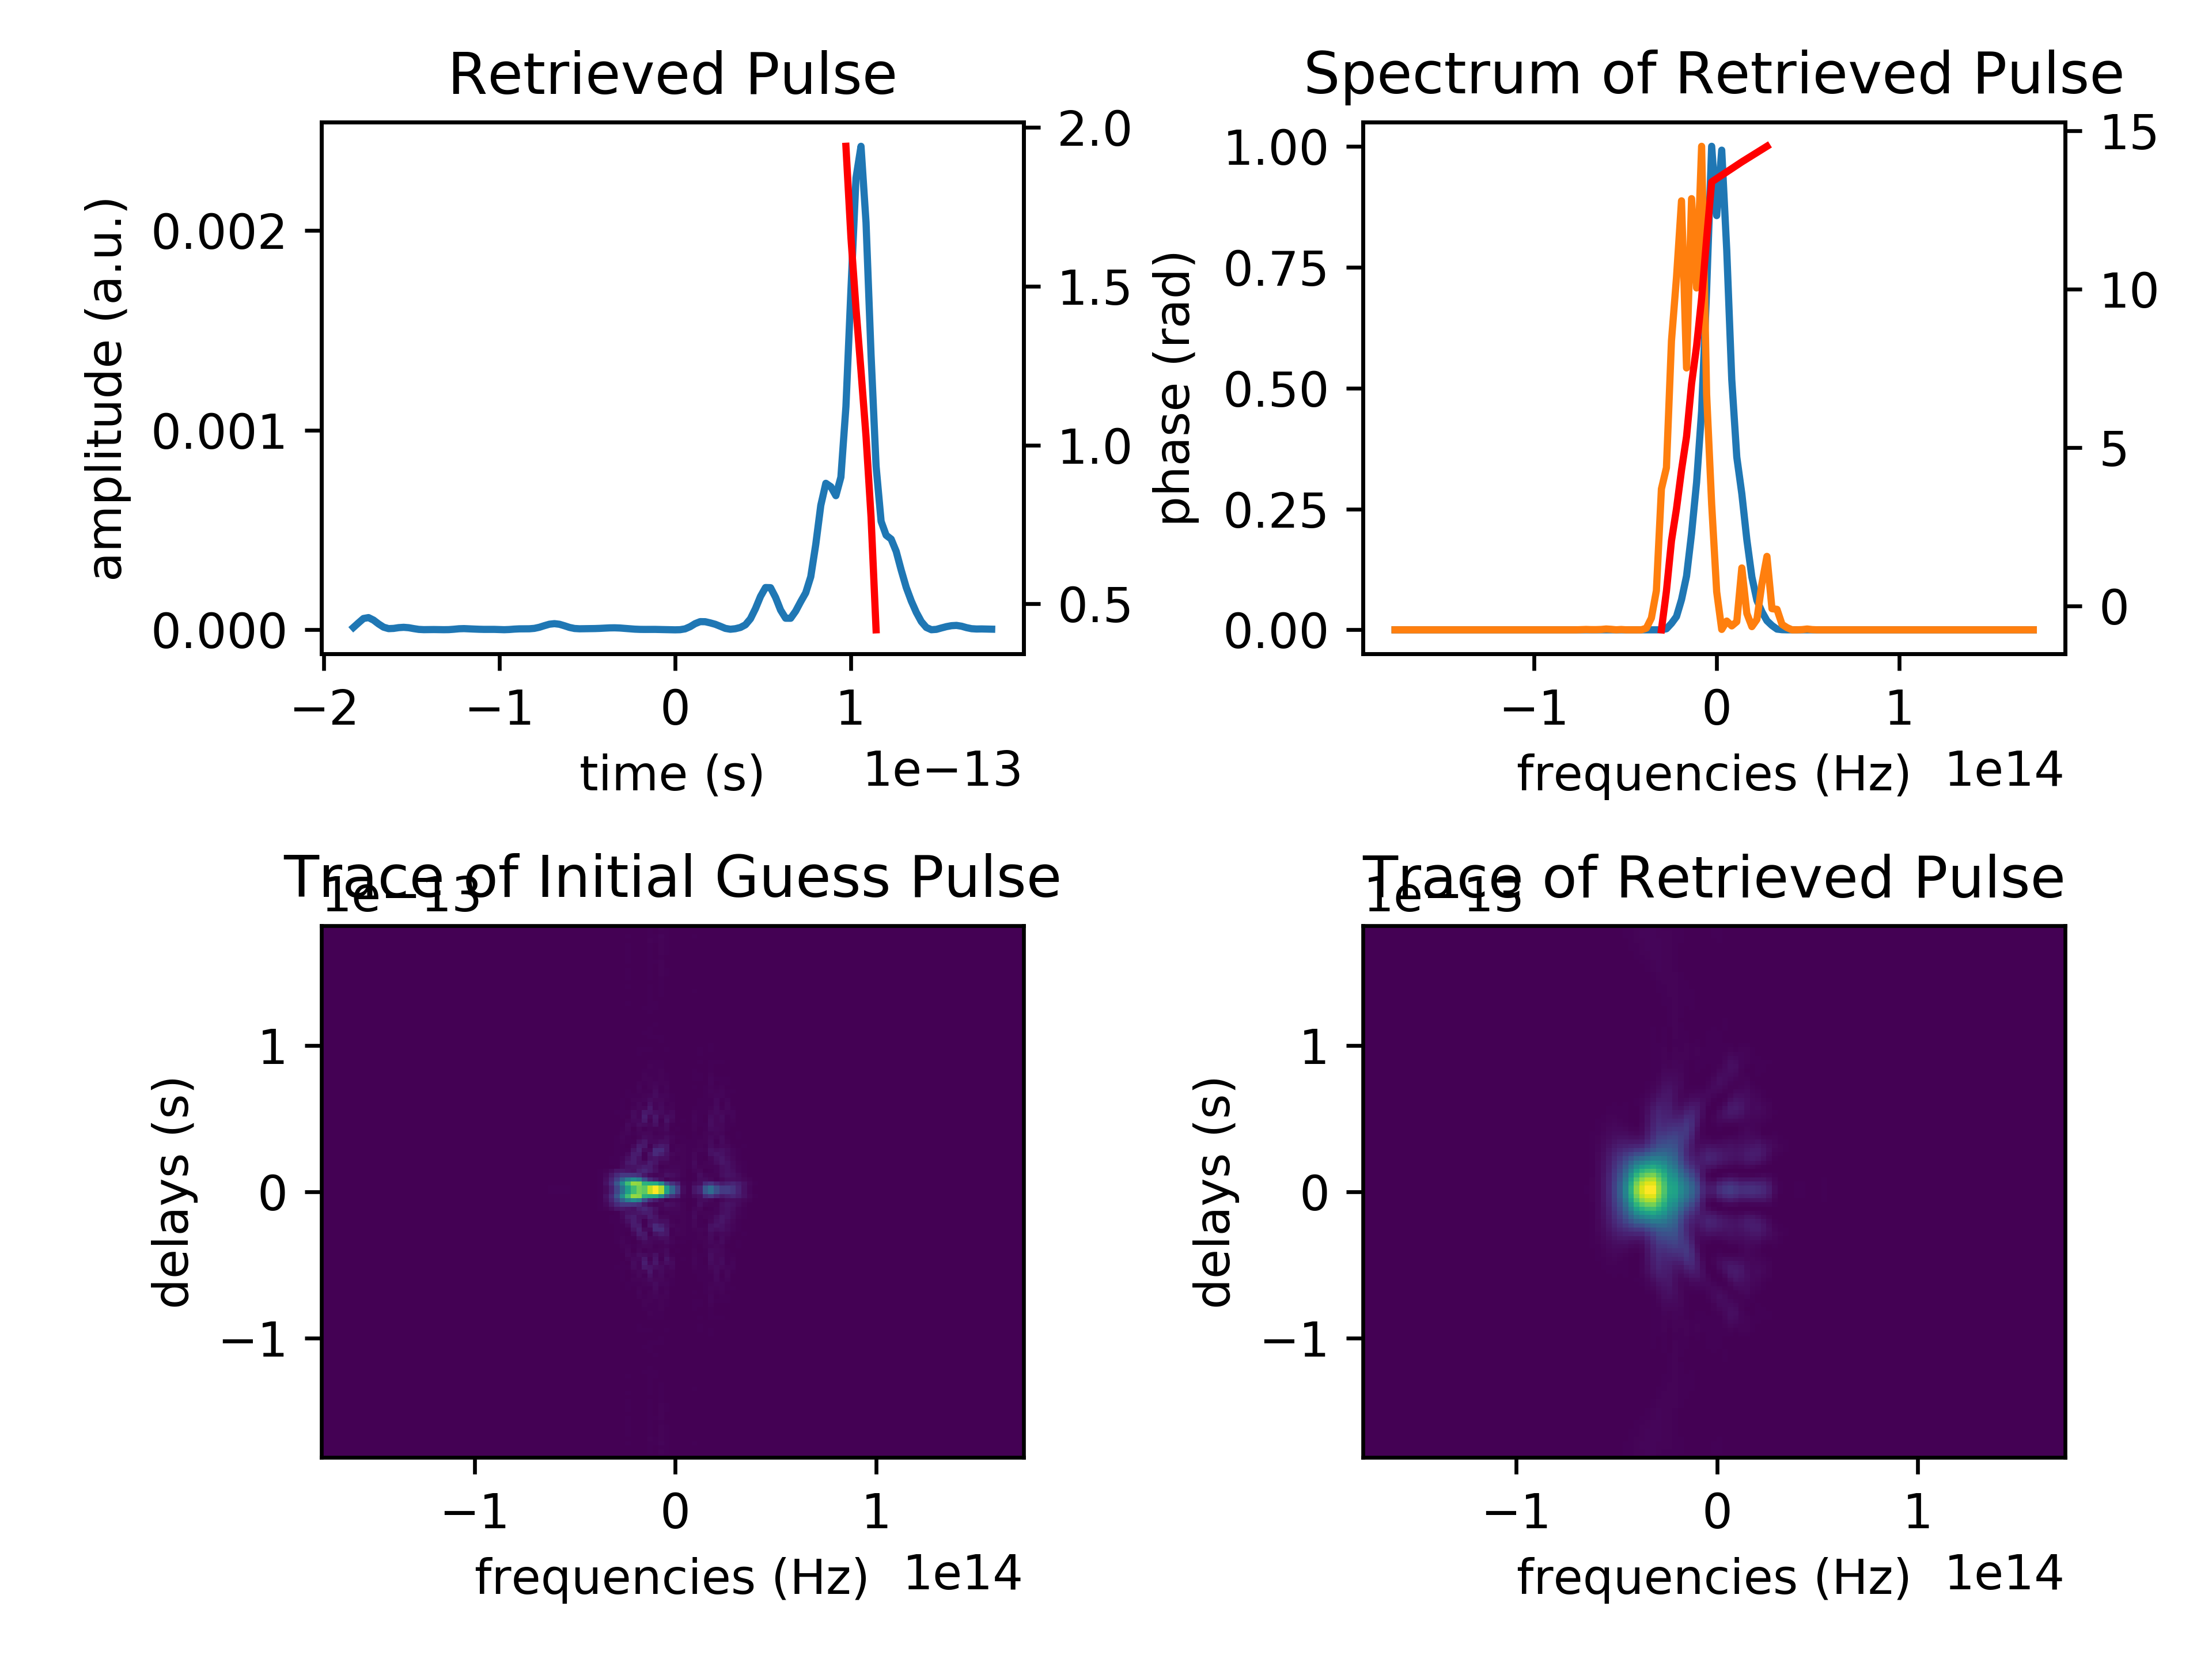 Retrieved Pulse
amplitude (a.u.)
0.002
0.001
0.000
2.0
1.5
1.0
0.5
−2 −1 0 1
time (s)
1e−13
Spectrum of Retrieved Pulse
phase (rad)
1.00
0.75
0.50
0.25
0.00
15
10
5
0
−1 0 1
frequencies (Hz)
1e14
Trace of Initial Guess Pulse
1e−13
delays (s)
1
0
−1
−1 0 1
frequencies (Hz)
1e14
Trace of Retrieved Pulse
1e−13
delays (s)
1
0
−1
−1 0 1
frequencies (Hz)
1e14